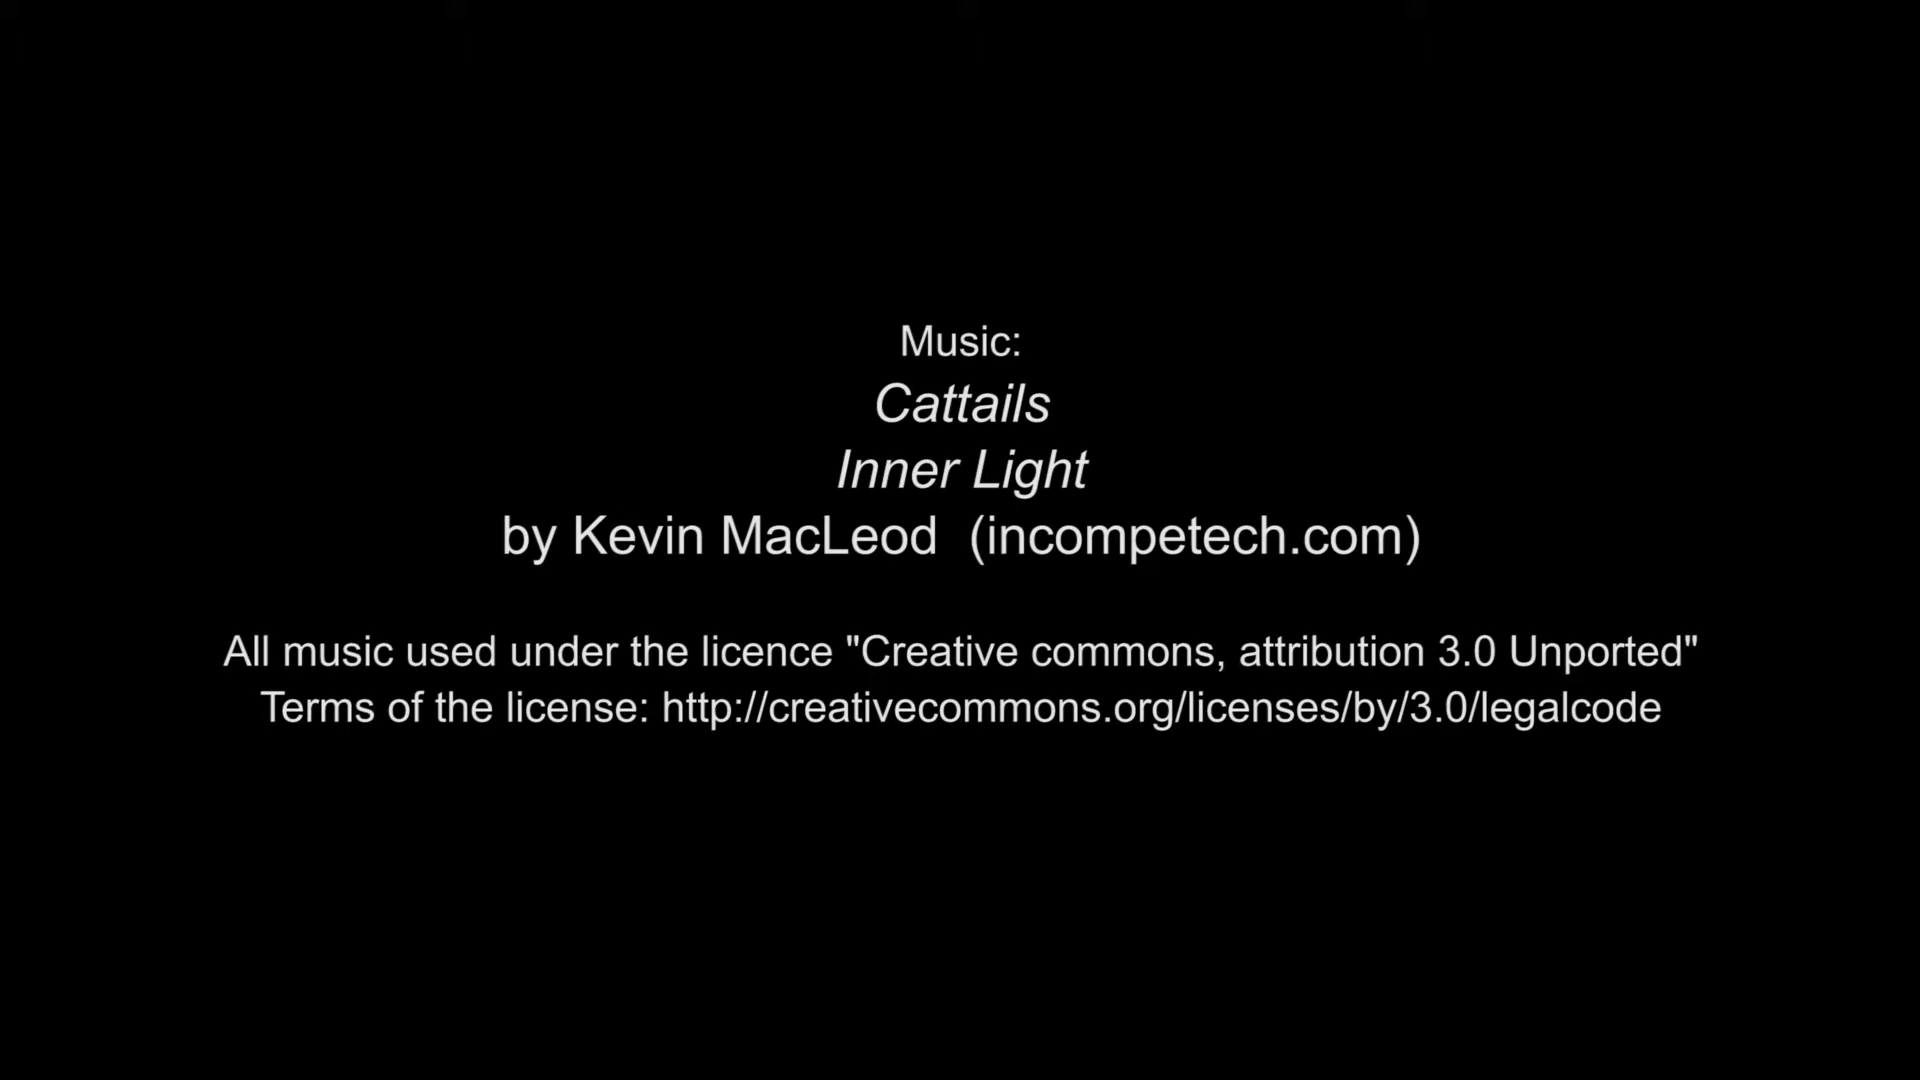 Music:
Cattails
Inner Light
by Kevin MacLeod  (incompetech.com)
All music used under the licence "Creative commons, attribution 3.0 Unported"
Terms of the license: http://creativecommons.org/licenses/by/3.0/legalcode